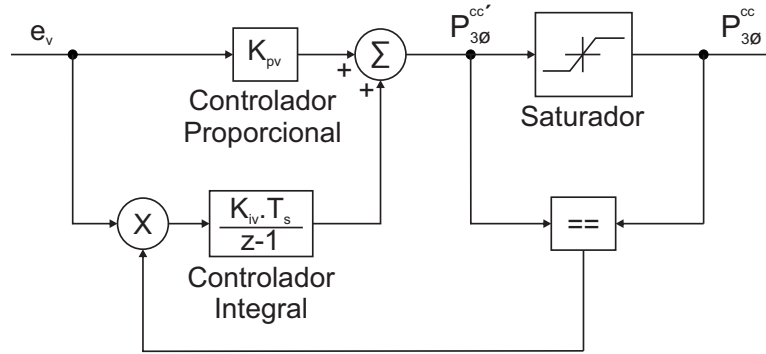 e_v
K_pv
+
+
Σ
P_3Ø^cc´
P_3Ø^cc
Controlador
Proporcional
Saturador
X
K_iv.T_s
z-1
==
Controlador
Integral